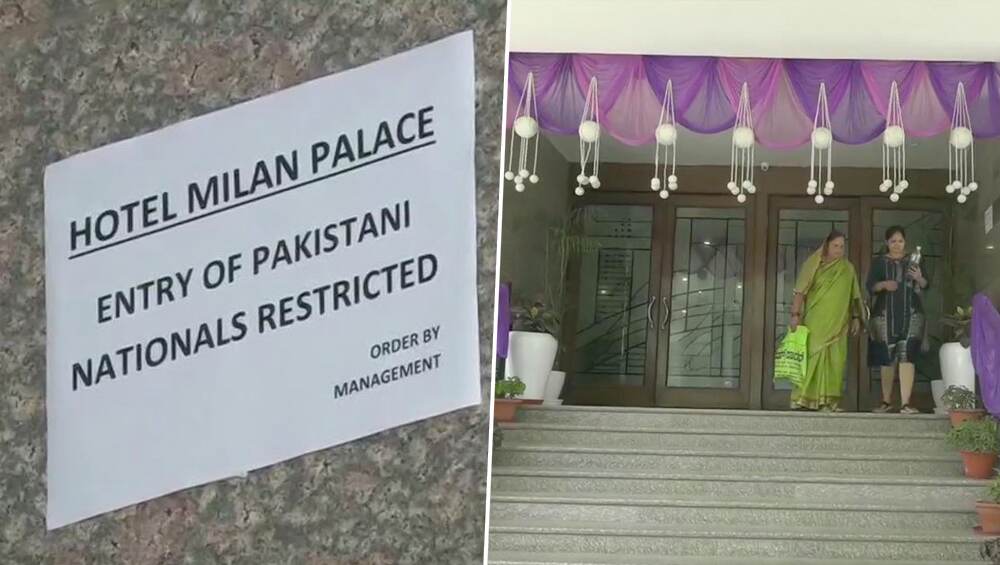 HOTEL MILAN PALACE
ENTRY OF PAKISTANI
NATIONALS RESTRICTED
ORDER BY
MANAGEMENT